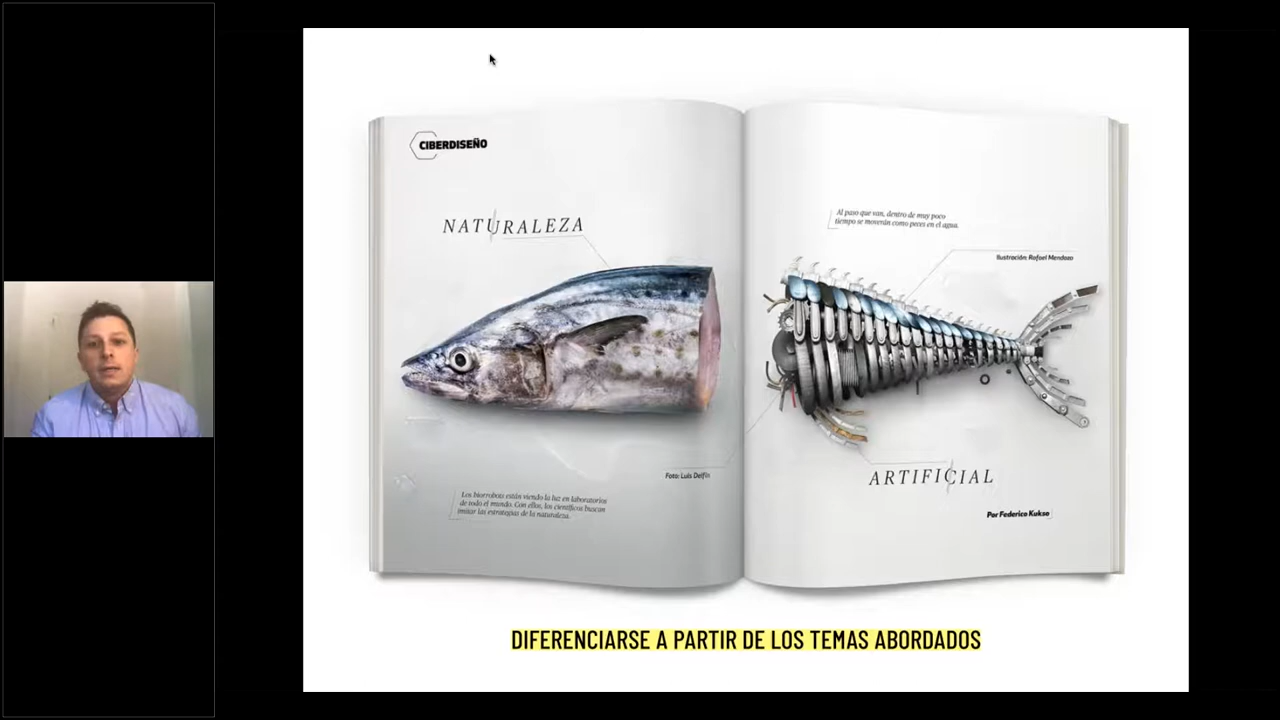 CIBERDISEÑO
NATURALEZA
Al paso que van, dentro de muy poco
tiempo se moverán como peces en el agua.
Ilustración: Rafael Mendoza
Foto: Luis Delfín
ARTIFICIAL
Los biorrobots están viendo la luz en laboratorios
de todo el mundo. Con ellos, los científicos buscan
imitar las estrategias de la naturaleza.
Por Federico Kukso
DIFERENCIARSE A PARTIR DE LOS TEMAS ABORDADOS